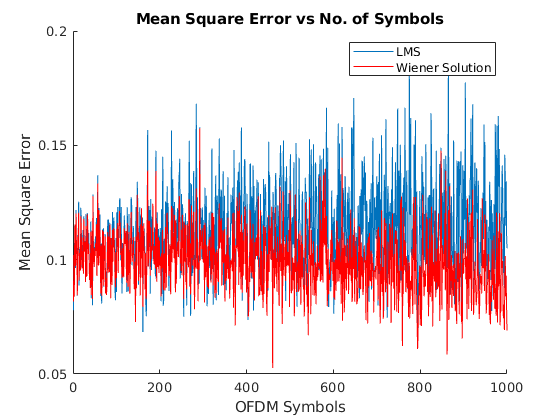 Mean Square Error vs No. of Symbols
0.2
LMS
Wiener Solution
0.15
Mean Square Error
0.1
0.05
0 200 400 600 800 1000
OFDM Symbols